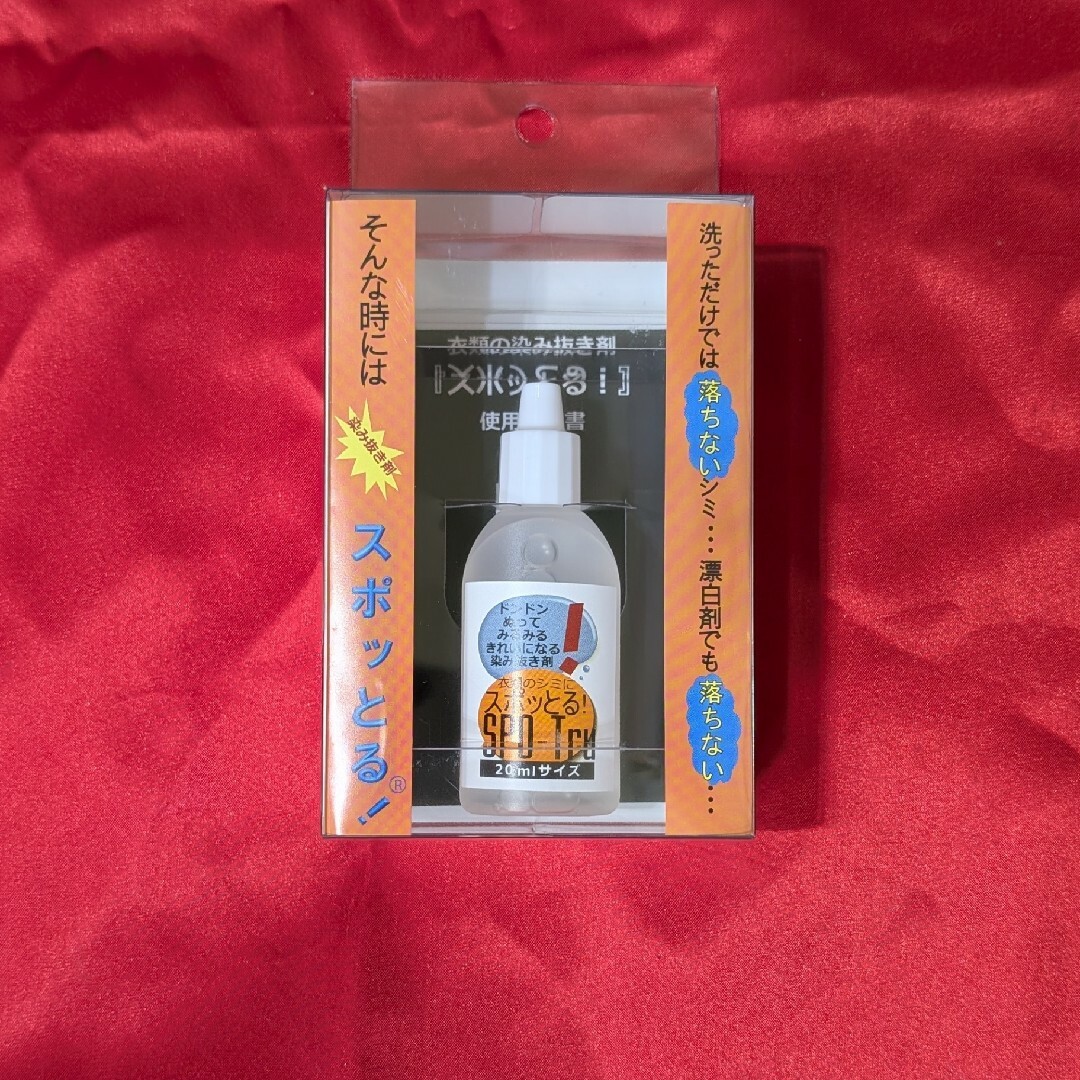 洗っただけでは落ちないシミ…漂白剤でも落ちない…
そんな時には
染み抜き剤
スポッとる！®
衣類の染み抜き剤
『スポッとる！』
使用 書
ドンドン
ぬって
みるみる
きれいになる
染み抜き剤
！
衣類のシミに
スポッとる！
SPO-Tru
20mlサイズ